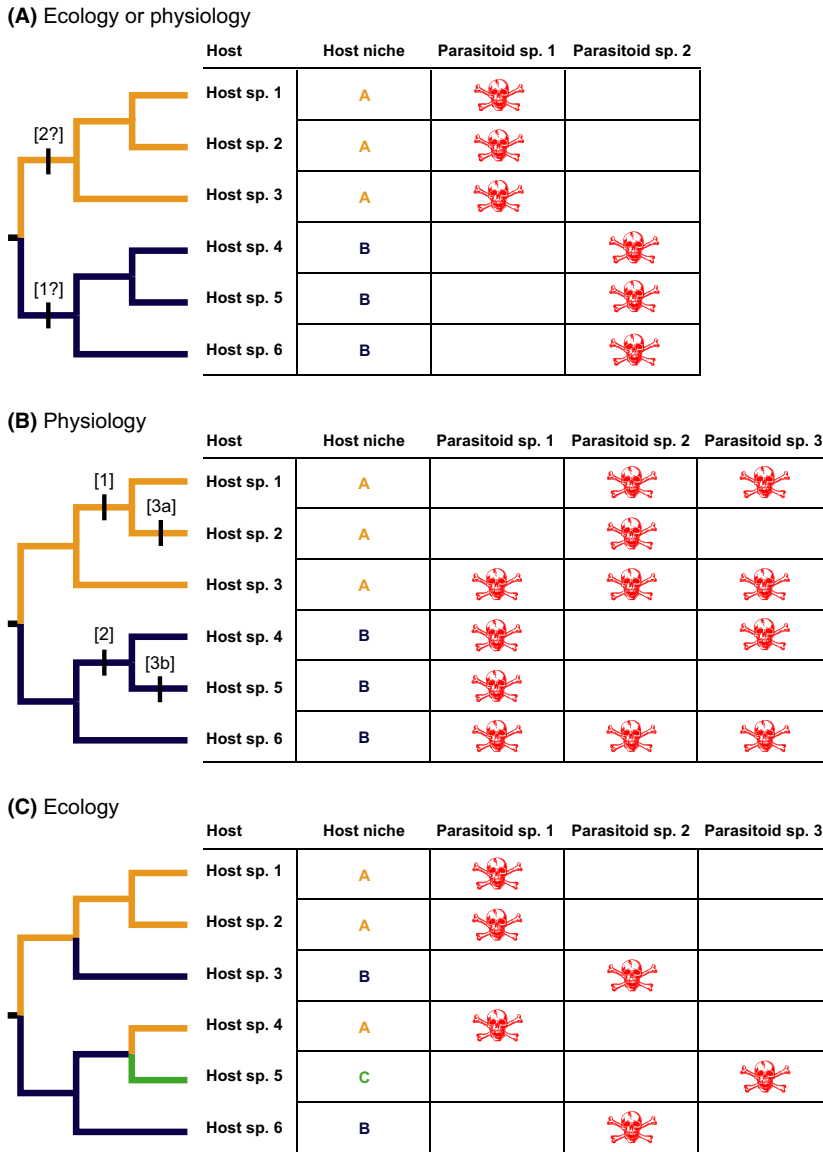 (A) Ecology or physiology
Host Host niche Parasitoid sp. 1 Parasitoid sp. 2
Host sp. 1 A
[2?]
Host sp. 2 A
Host sp. 3 A
Host sp. 4 B
[1?]
Host sp. 5 B
Host sp. 6 B
(B) Physiology
Host Host niche Parasitoid sp. 1 Parasitoid sp. 2 Parasitoid sp. 3
[1]
Host sp. 1 A
[3a]
Host sp. 2 A
Host sp. 3 A
[2]
Host sp. 4 B
[3b]
Host sp. 5 B
Host sp. 6 B
(C) Ecology
Host Host niche Parasitoid sp. 1 Parasitoid sp. 2 Parasitoid sp. 3
Host sp. 1 A
Host sp. 2 A
Host sp. 3 B
Host sp. 4 A
Host sp. 5 C
Host sp. 6 B